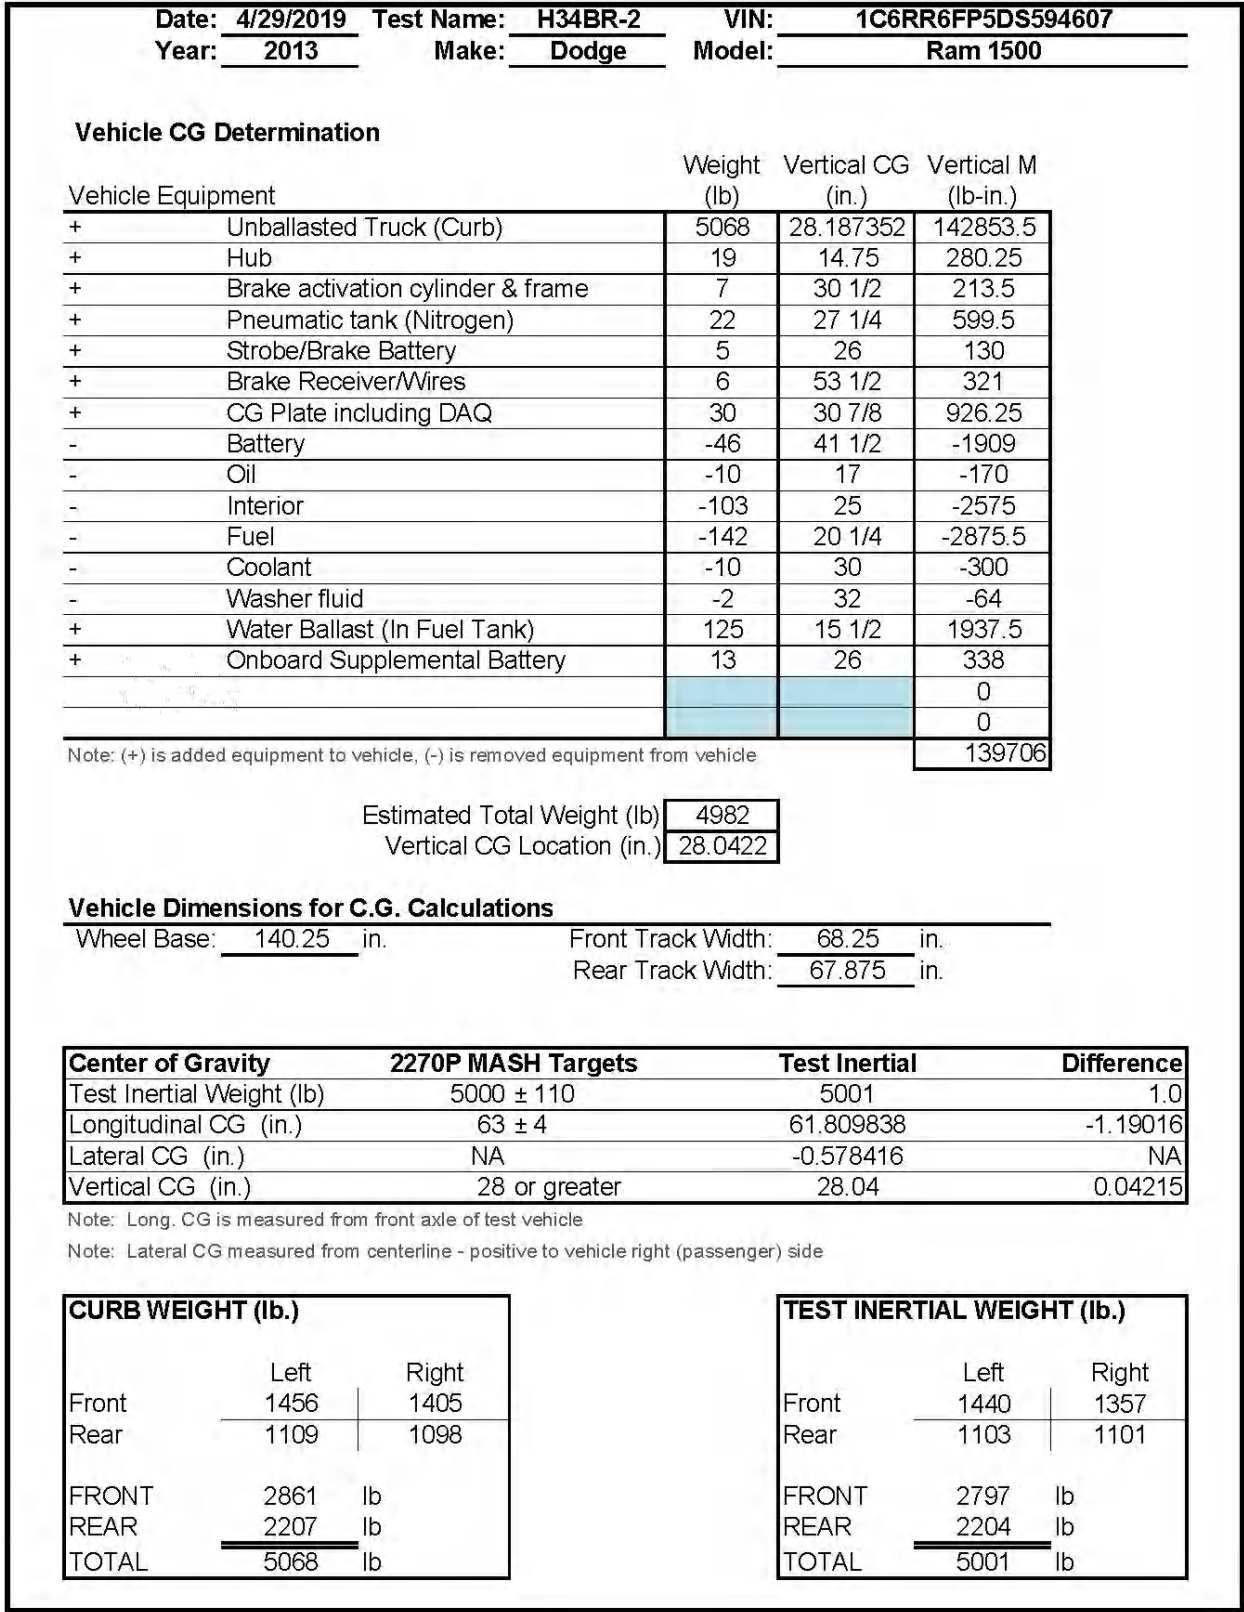 Date: 4/29/2019 Test Name: H34BR-2 VIN: 1C6RR6FP5DS594607
Year: 2013 Make: Dodge Model: Ram 1500
Vehicle CG Determination
Weight Vertical CG Vertical M
Vehicle Equipment (lb) (in.) (lb-in.)
+ Unballasted Truck (Curb) 5068 28.187352 142853.5
+ Hub 19 14.75 280.25
+ Brake activation cylinder & frame 7 30 1/2 213.5
+ Pneumatic tank (Nitrogen) 22 27 1/4 599.5
+ Strobe/Brake Battery 5 26 130
+ Brake Receiver/Wires 6 53 1/2 321
+ CG Plate including DAQ 30 30 7/8 926.25
- Battery -46 41 1/2 -1909
- Oil -10 17 -170
- Interior -103 25 -2575
- Fuel -142 20 1/4 -2875.5
- Coolant -10 30 -300
- Washer fluid -2 32 -64
+ Water Ballast (In Fuel Tank) 125 15 1/2 1937.5
+ Onboard Supplemental Battery 13 26 338
0
0
Note: (+) is added equipment to vehicle, (-) is removed equipment from vehicle 139706
Estimated Total Weight (lb) 4982
Vertical CG Location (in.) 28.0422
Vehicle Dimensions for C.G. Calculations
Wheel Base: 140.25 in. Front Track Width: 68.25 in.
Rear Track Width: 67.875 in.
Center of Gravity 2270P MASH Targets Test Inertial Difference
Test Inertial Weight (lb) 5000 ± 110 5001 1.0
Longitudinal CG (in.) 63 ± 4 61.809838 -1.19016
Lateral CG (in.) NA -0.578416 NA
Vertical CG (in.) 28 or greater 28.04 0.04215
Note: Long. CG is measured from front axle of test vehicle
Note: Lateral CG measured from centerline - positive to vehicle right (passenger) side
CURB WEIGHT (lb.) TEST INERTIAL WEIGHT (lb.)
Left Right Left Right
Front 1456 1405 Front 1440 1357
Rear 1109 1098 Rear 1103 1101
FRONT 2861 lb FRONT 2797 lb
REAR 2207 lb REAR 2204 lb
TOTAL 5068 lb TOTAL 5001 lb